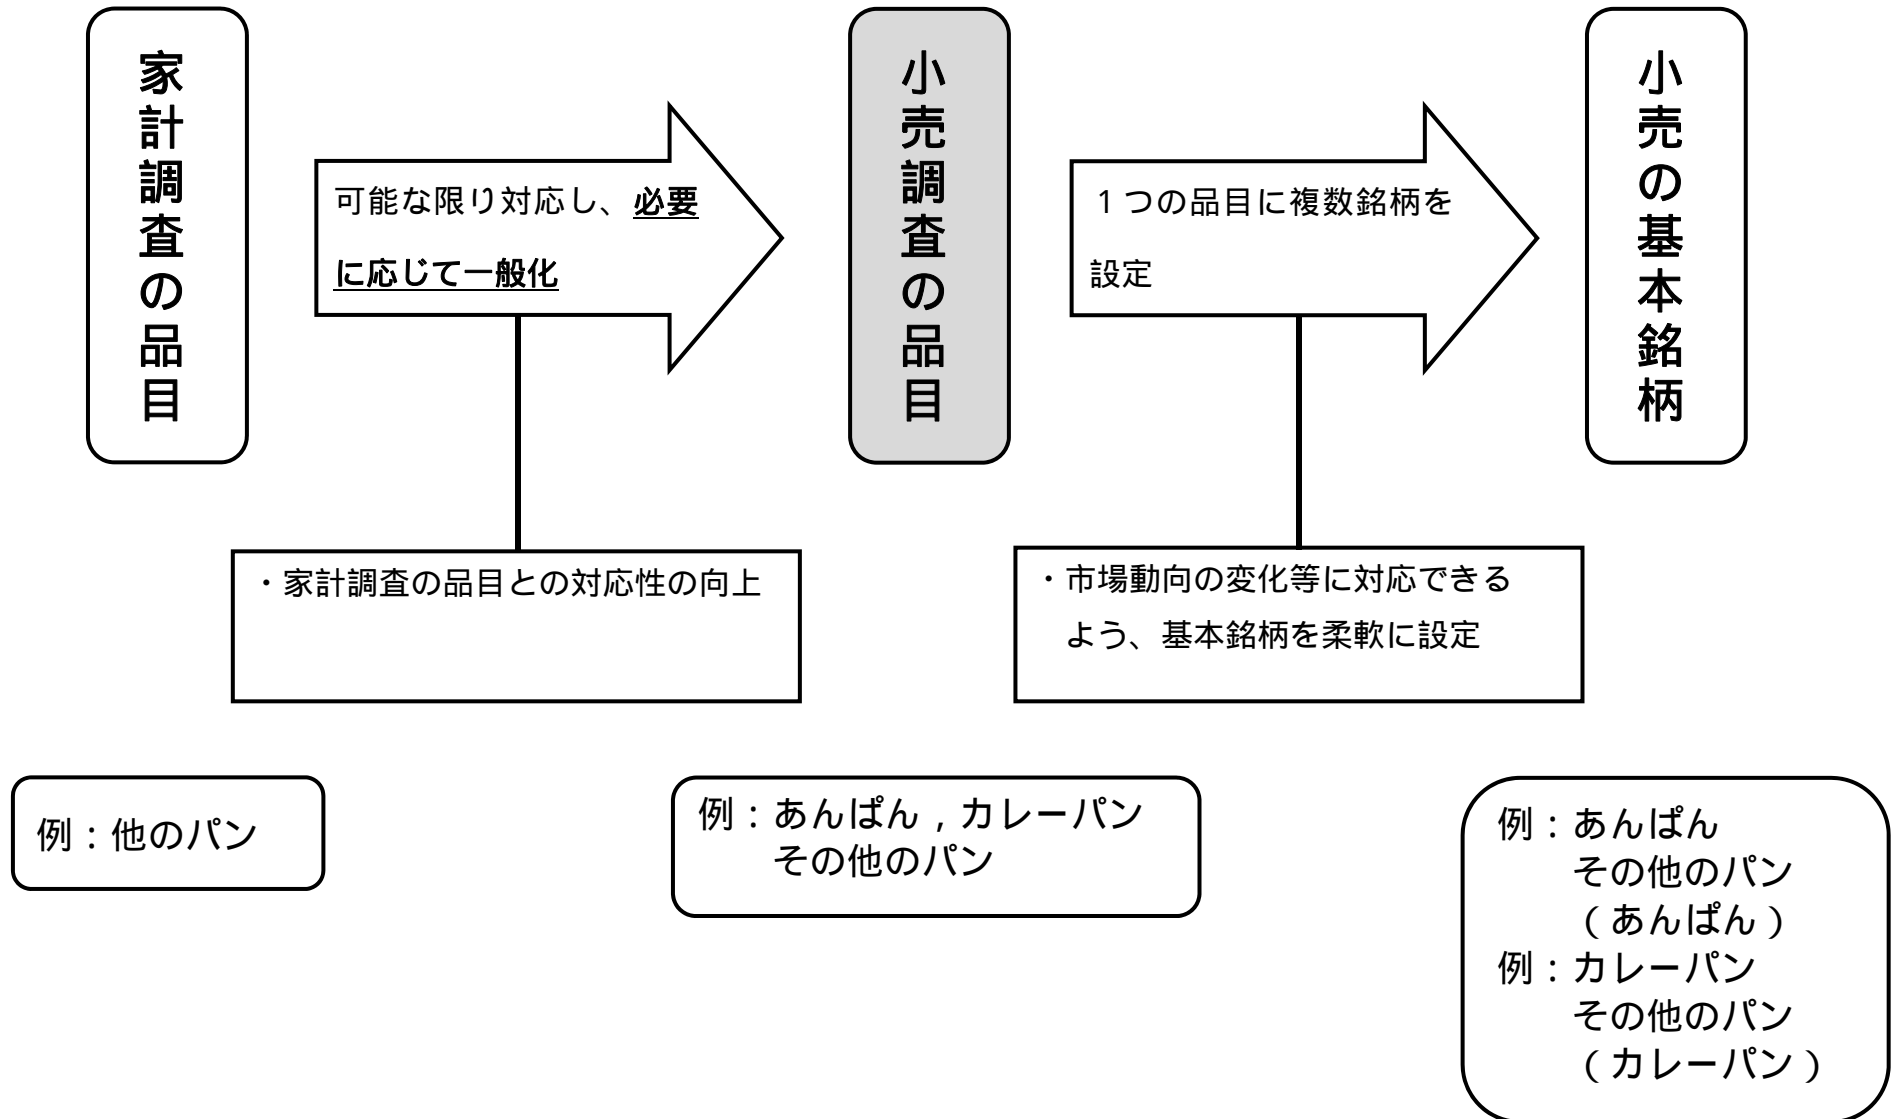 家計調査の品目
可能な限り対応し、必要
に応じて一般化
小売調査の品目
１つの品目に複数銘柄を
設定
小売の基本銘柄
・家計調査の品目との対応性の向上
・市場動向の変化等に対応できる
よう、基本銘柄を柔軟に設定
例：他のパン
例：あんぱん，カレーパン
その他のパン
例：あんぱん
その他のパン
（あんぱん）
例：カレーパン
その他のパン
（カレーパン）